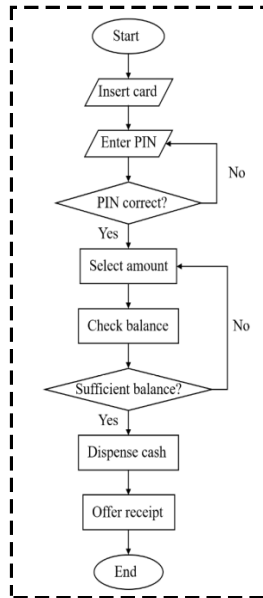 Start
Insert card
Enter PIN
No
PIN correct?
Yes
Select amount
Check balance
No
Sufficient balance?
Yes
Dispense cash
Offer receipt
End